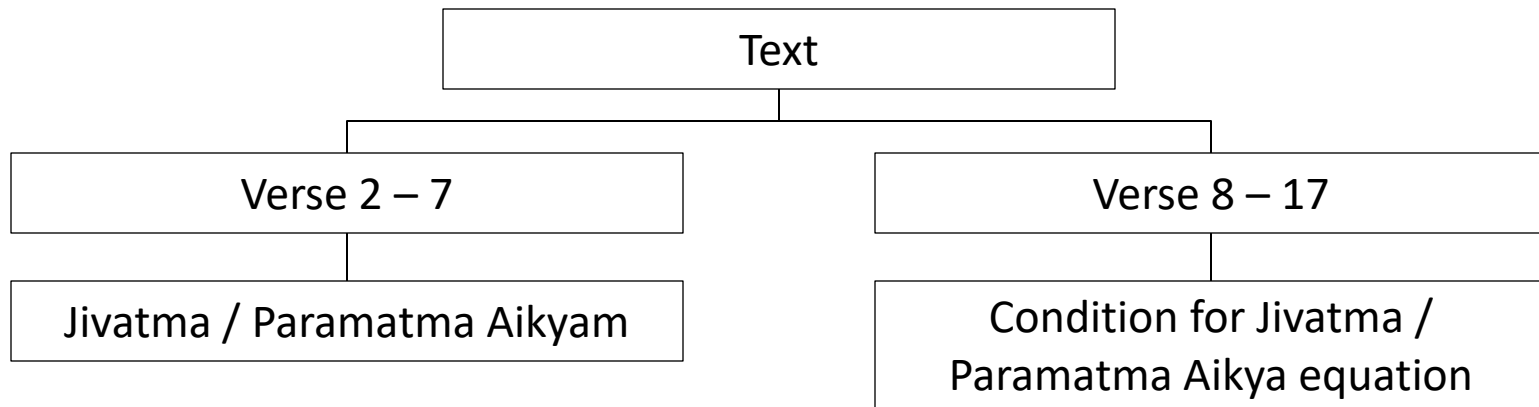 Text
Verse 2 – 7
Verse 8 – 17
Jivatma / Paramatma Aikyam
Condition for Jivatma /
Paramatma Aikya equation